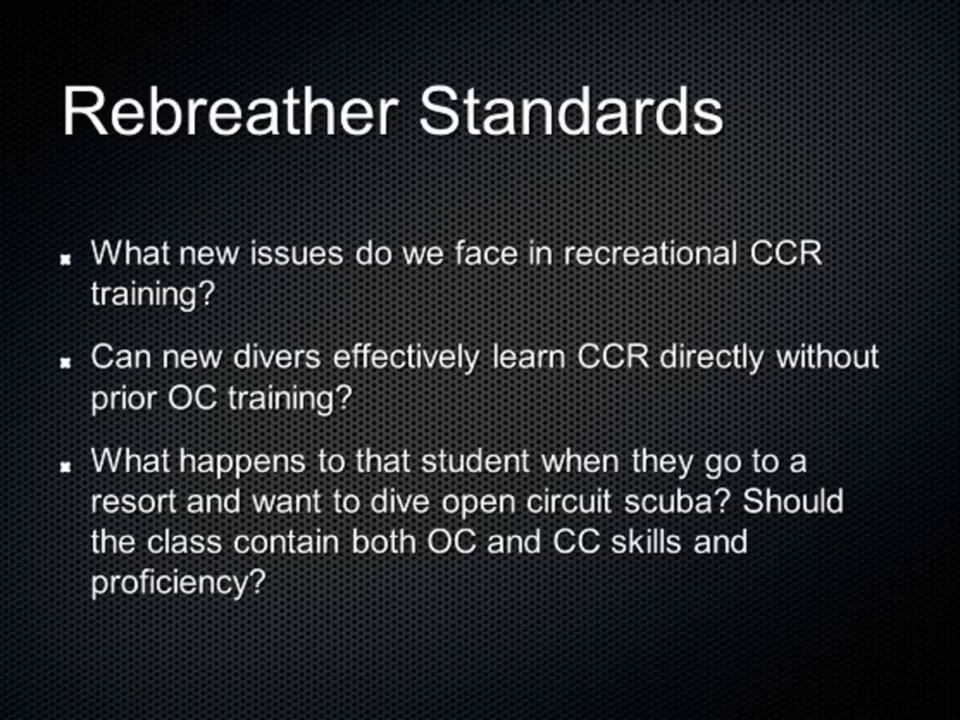 Rebreather Standards
What new issues do we face in recreational CCR
training?
Can new divers effectively learn CCR directly without
prior OC training?
What happens to that student when they go to a
resort and want to dive open circuit scuba? Should
the class contain both OC and CC skills and
proficiency?